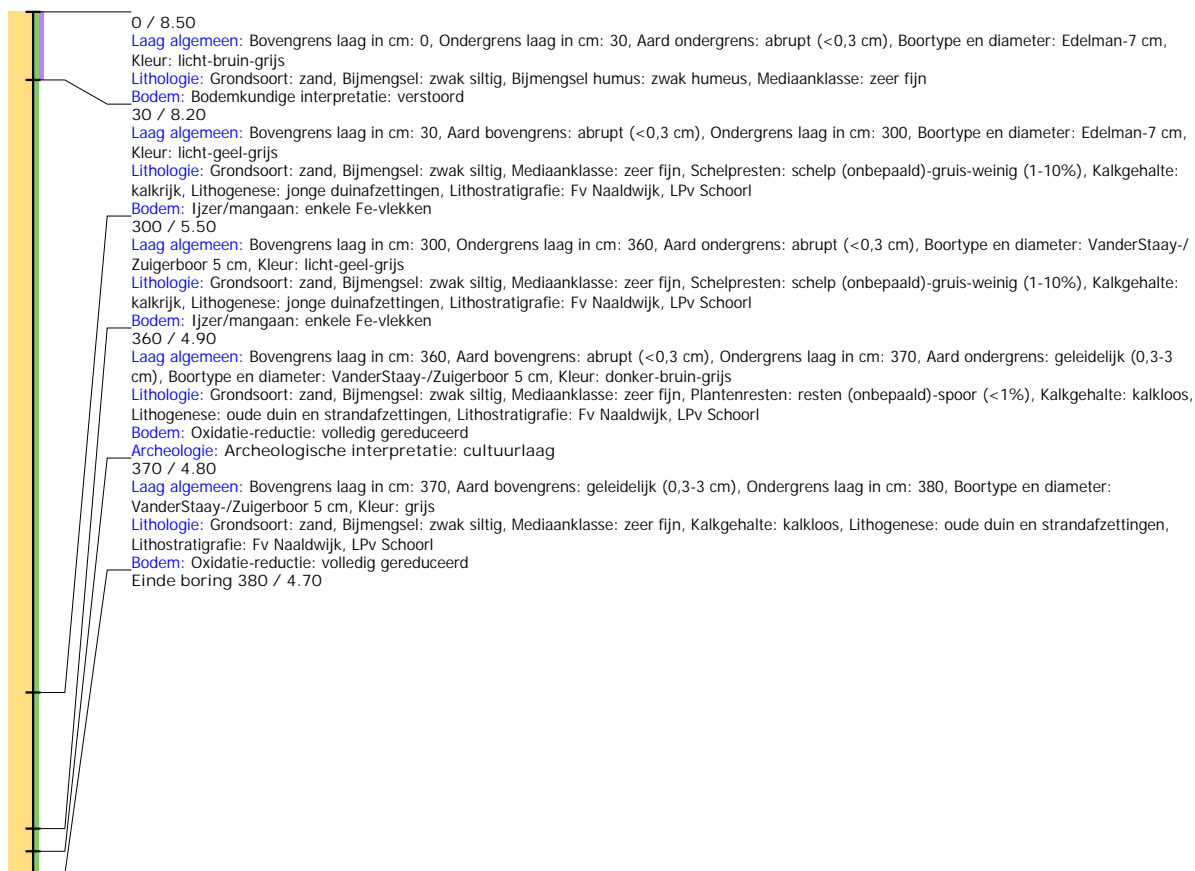 0 / 8.50
Laag algemeen: Bovengrens laag in cm: 0, Ondergrens laag in cm: 30, Aard ondergrens: abrupt (<0,3 cm), Boortype en diameter: Edelman-7 cm,
Kleur: licht-bruin-grijs
Lithologie: Grondsoort: zand, Bijmengsel: zwak siltig, Bijmengsel humus: zwak humeus, Mediaanklasse: zeer fijn
Bodem: Bodemkundige interpretatie: verstoord
30 / 8.20
Laag algemeen: Bovengrens laag in cm: 30, Aard bovengrens: abrupt (<0,3 cm), Ondergrens laag in cm: 300, Boortype en diameter: Edelman-7 cm,
Kleur: licht-geel-grijs
Lithologie: Grondsoort: zand, Bijmengsel: zwak siltig, Mediaanklasse: zeer fijn, Schelpresten: schelp (onbepaald)-gruis-weinig (1-10%), Kalkgehalte:
kalkrijk, Lithogenese: jonge duinafzettingen, Lithostratigrafie: Fv Naaldwijk, LPv Schoorl
Bodem: Ijzer/mangaan: enkele Fe-vlekken
300 / 5.50
Laag algemeen: Bovengrens laag in cm: 300, Ondergrens laag in cm: 360, Aard ondergrens: abrupt (<0,3 cm), Boortype en diameter: VanderStaay-/
Zuigerboor 5 cm, Kleur: licht-geel-grijs
Lithologie: Grondsoort: zand, Bijmengsel: zwak siltig, Mediaanklasse: zeer fijn, Schelpresten: schelp (onbepaald)-gruis-weinig (1-10%), Kalkgehalte:
kalkrijk, Lithogenese: jonge duinafzettingen, Lithostratigrafie: Fv Naaldwijk, LPv Schoorl
Bodem: Ijzer/mangaan: enkele Fe-vlekken
360 / 4.90
Laag algemeen: Bovengrens laag in cm: 360, Aard bovengrens: abrupt (<0,3 cm), Ondergrens laag in cm: 370, Aard ondergrens: geleidelijk (0,3-3
cm), Boortype en diameter: VanderStaay-/Zuigerboor 5 cm, Kleur: donker-bruin-grijs
Lithologie: Grondsoort: zand, Bijmengsel: zwak siltig, Mediaanklasse: zeer fijn, Plantenresten: resten (onbepaald)-spoor (<1%), Kalkgehalte: kalkloos,
Lithogenese: oude duin en strandafzettingen, Lithostratigrafie: Fv Naaldwijk, LPv Schoorl
Bodem: Oxidatie-reductie: volledig gereduceerd
Archeologie: Archeologische interpretatie: cultuurlaag
370 / 4.80
Laag algemeen: Bovengrens laag in cm: 370, Aard bovengrens: geleidelijk (0,3-3 cm), Ondergrens laag in cm: 380, Boortype en diameter:
VanderStaay-/Zuigerboor 5 cm, Kleur: grijs
Lithologie: Grondsoort: zand, Bijmengsel: zwak siltig, Mediaanklasse: zeer fijn, Kalkgehalte: kalkloos, Lithogenese: oude duin en strandafzettingen,
Lithostratigrafie: Fv Naaldwijk, LPv Schoorl
Bodem: Oxidatie-reductie: volledig gereduceerd
Einde boring 380 / 4.70